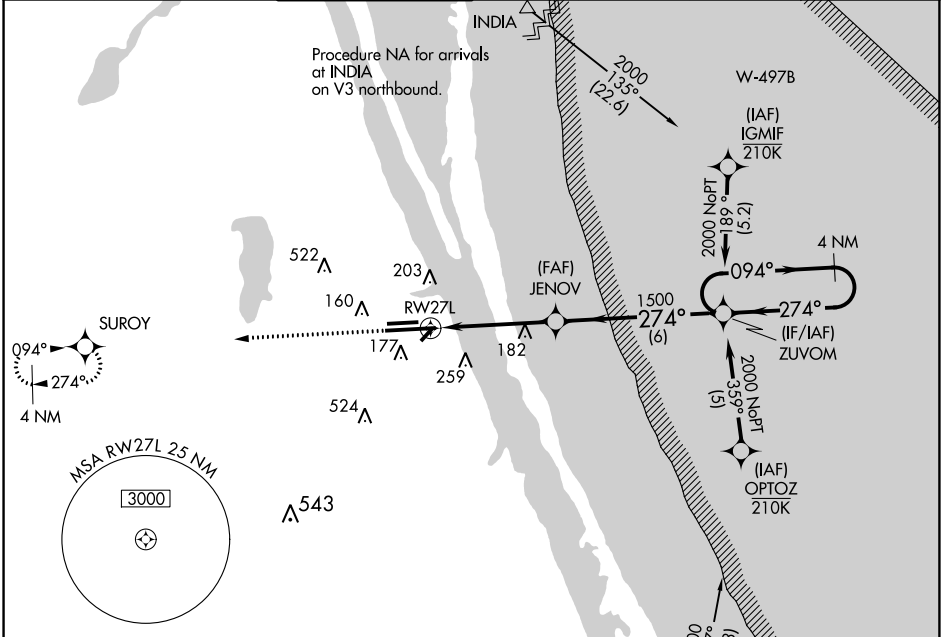 INDIA
Procedure NA for arrivals
at INDIA
on V3 northbound.
2000
135°
(22.6)
W-497B
(IAF)
IGMIF
210K
2000 NoPT
189°
(5.2)
4 NM
094°
522
203
(FAF)
JENOV
160
RW27L
1500
274°
(6)
274°
(IF/IAF)
ZUVOM
SUROY
094°
274°
4 NM
177
182
259
2000 NoPT
359°
(5)
524
(IAF)
OPTOZ
210K
MSA RW27L 25 NM
3000
543